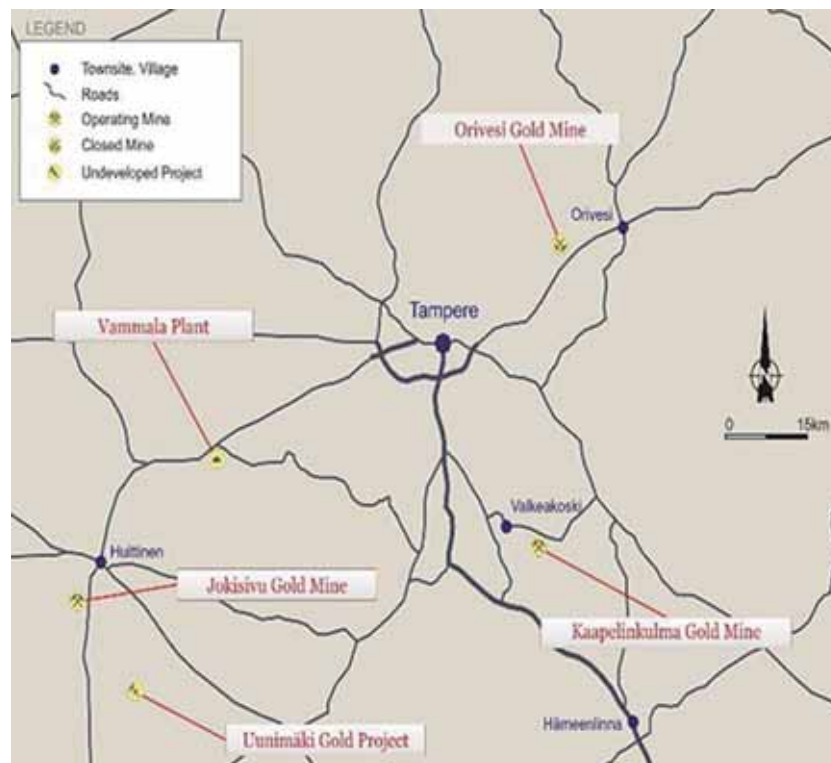 LEGEND
Townsite, Village
Roads
Operating Mine
Closed Mine
Undeveloped Project
Orivesi Gold Mine
Orivesi
Tampere
Vammala Plant
0 15km
Valkeakoski
Huittinen
Jokisivu Gold Mine
Kaapelinkulma Gold Mine
Hämeenlinna
Uunimäki Gold Project